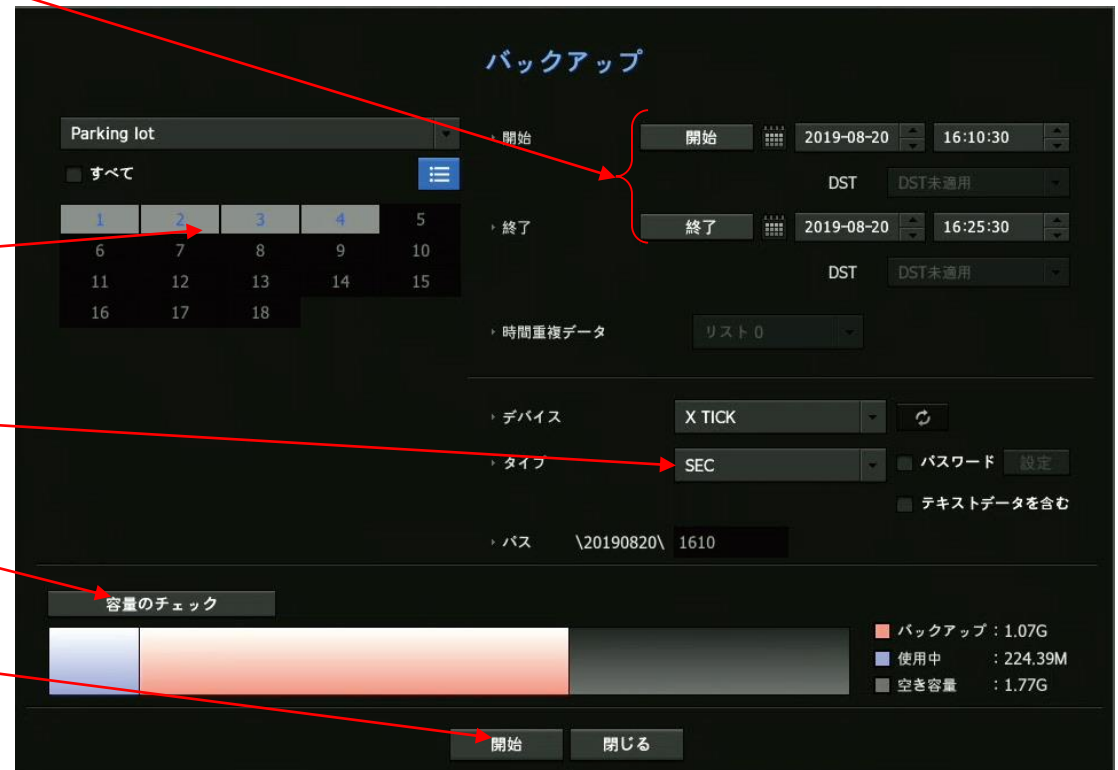 バックアップ
Parking lot
すべて
1 2 3 4 5
6 7 8 9 10
11 12 13 14 15
16 17 18
開始 開始 2019-08-20 16:10:30
DST DST未適用
終了 終了 2019-08-20 16:25:30
DST DST未適用
時間重複データ リスト 0
デバイス X TICK
タイプ SEC パスワード 設定
テキストデータを含む
パス \20190820\ 1610
容量のチェック
バックアップ : 1.07G
使用中 : 224.39M
空き容量 : 1.77G
開始 閉じる